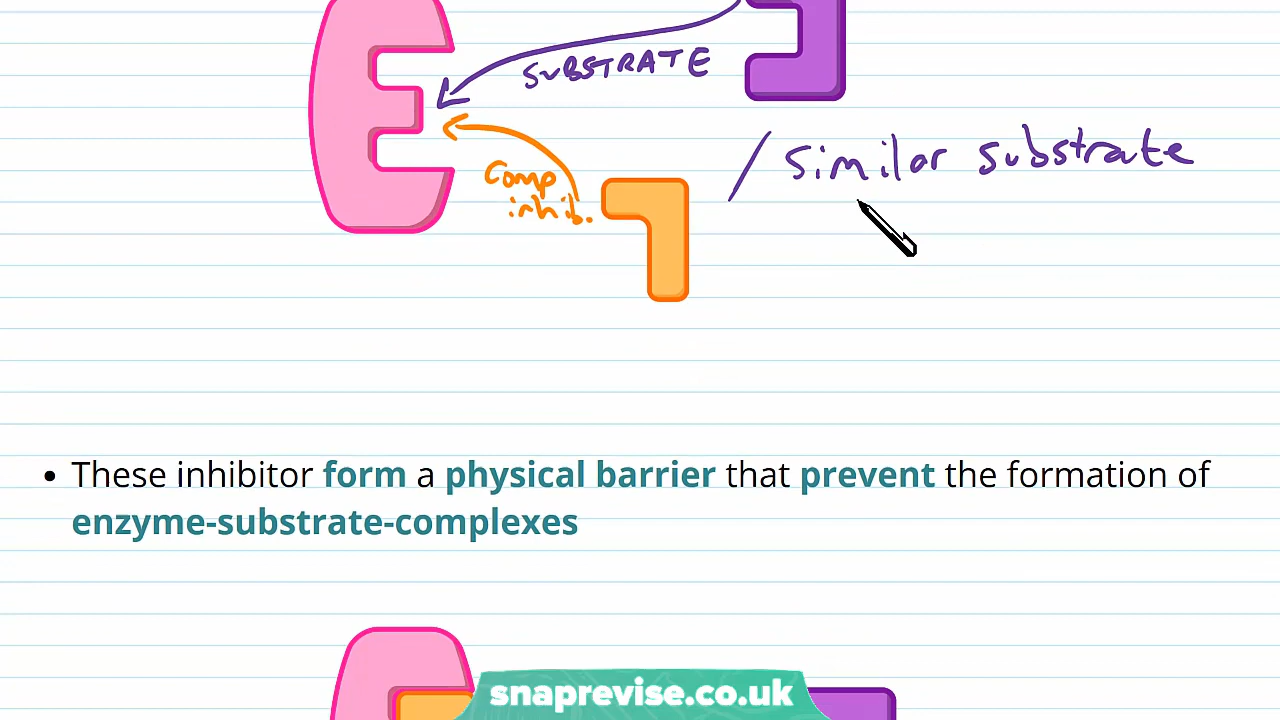 SUBSTRATE
/ Similar substrate
Comp
inhib.
• These inhibitor form a physical barrier that prevent the formation of
enzyme-substrate-complexes
snaprevise.co.uk